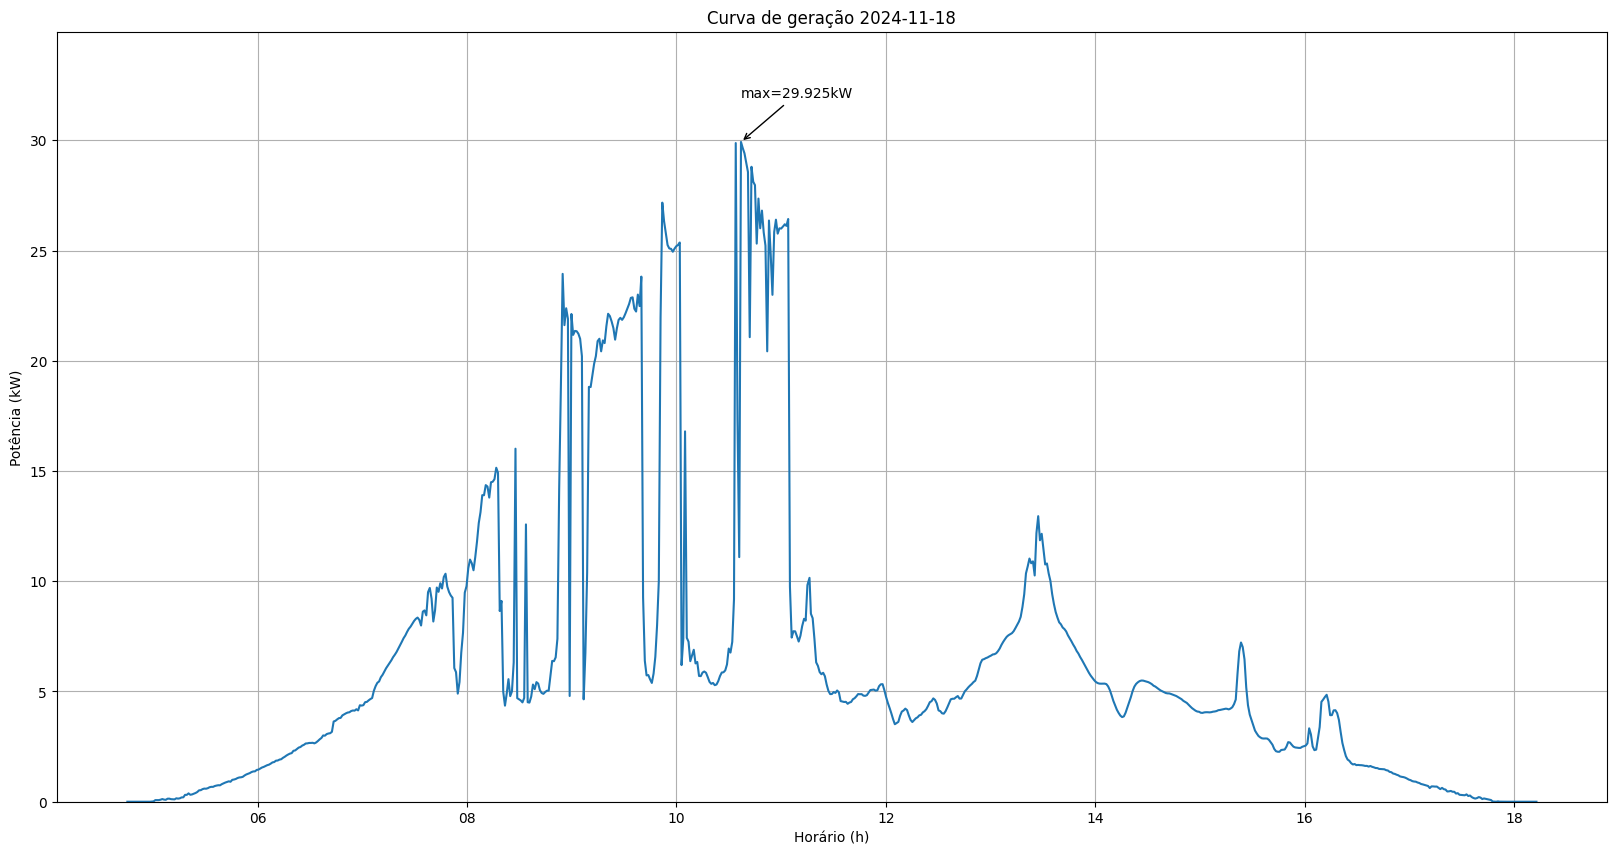 Curva de geração 2024-11-18
max=29.925kW
Potência (kW)
30
25
20
15
10
5
0
06 08 10 12 14 16 18
Horário (h)